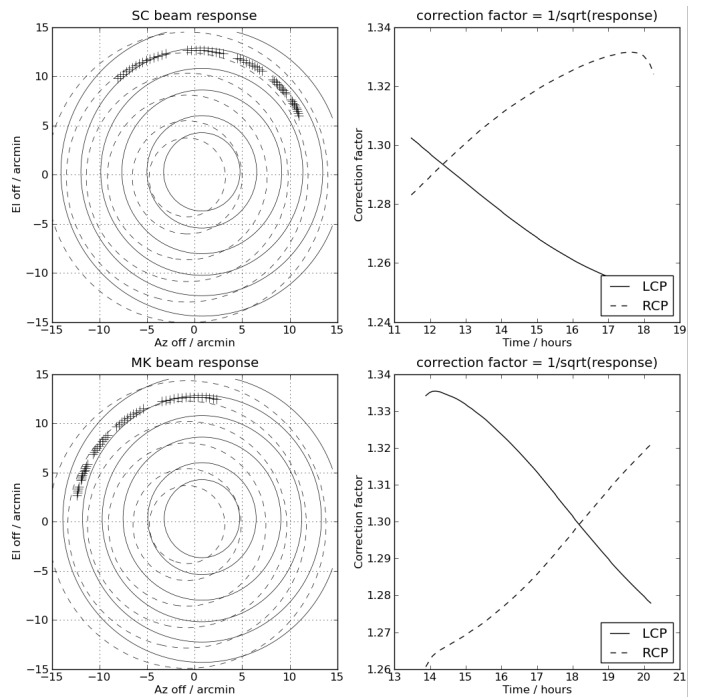 SC beam response
15
10
5
0
−5
−10
−15
El off / arcmin
−15 −10 −5 0 5 10 15
Az off / arcmin
correction factor = 1/sqrt(response)
1.34
1.32
1.30
1.28
1.26
1.24
Correction factor
LCP
RCP
11 12 13 14 15 16 17 18 19
Time / hours
MK beam response
15
10
5
0
−5
−10
−15
El off / arcmin
−15 −10 −5 0 5 10 15
Az off / arcmin
correction factor = 1/sqrt(response)
1.34
1.33
1.32
1.31
1.30
1.29
1.28
1.27
1.26
Correction factor
LCP
RCP
13 14 15 16 17 18 19 20 21
Time / hours